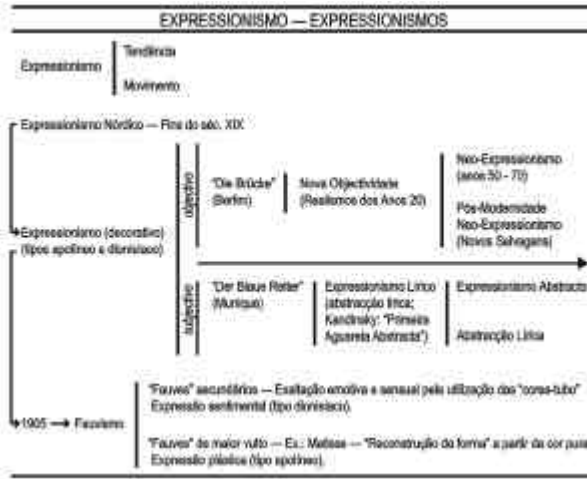 EXPRESSIONISMO — EXPRESSIONISMOS
Expressionismo
Tendência
Movimento
Expressionismo Nórdico — Fins do séc. XIX
Expressionismo (decorativo)
(tipos apolíneo e dionisíaco)
objectivo
"Die Brücke"
(Berlim)
Nova Objectividade
(Realismos dos Anos 20)
Neo-Expressionismo
(anos 50 - 70)
Pós-Modernidade
Neo-Expressionismo
(Novos Selvagens)
subjectivo
"Der Blaue Reiter"
(Munique)
Expressionismo Lírico
(abstracção lírica;
Kandinsky: "Primeira
Aguarela Abstracta")
Expressionismo Abstracto
Abstracção Lírica
1905 → Fauvismo
"Fauves" secundários — Exaltação emotiva e sensual pela utilização das "cores-tubo"
Expressão sentimental (tipo dionisíaco).
"Fauves" de maior vulto — Ex.: Matisse — "Reconstrução da forma" a partir da cor pura
Expressão plástica (tipo apolíneo).